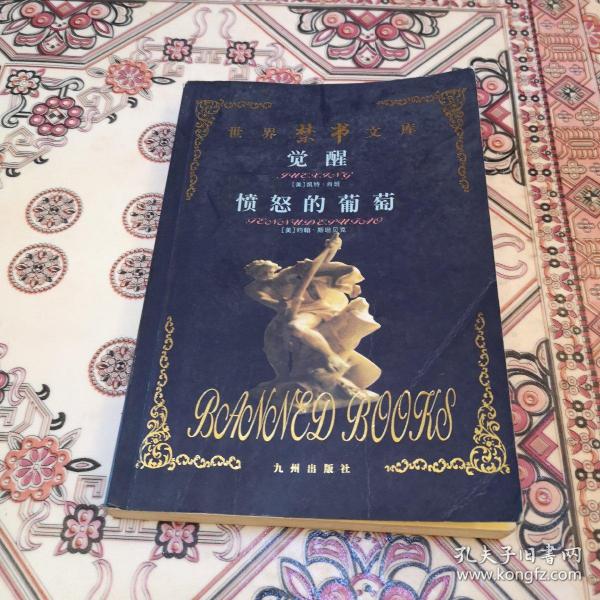 世界禁书文库
觉醒
JUEXING
[美]凯特·肖班
愤怒的葡萄
FENNUDEPUTAO
[美]约翰·斯坦贝克
BANNED BOOKS
九州出版社
孔夫子旧书网
www.kongfz.com